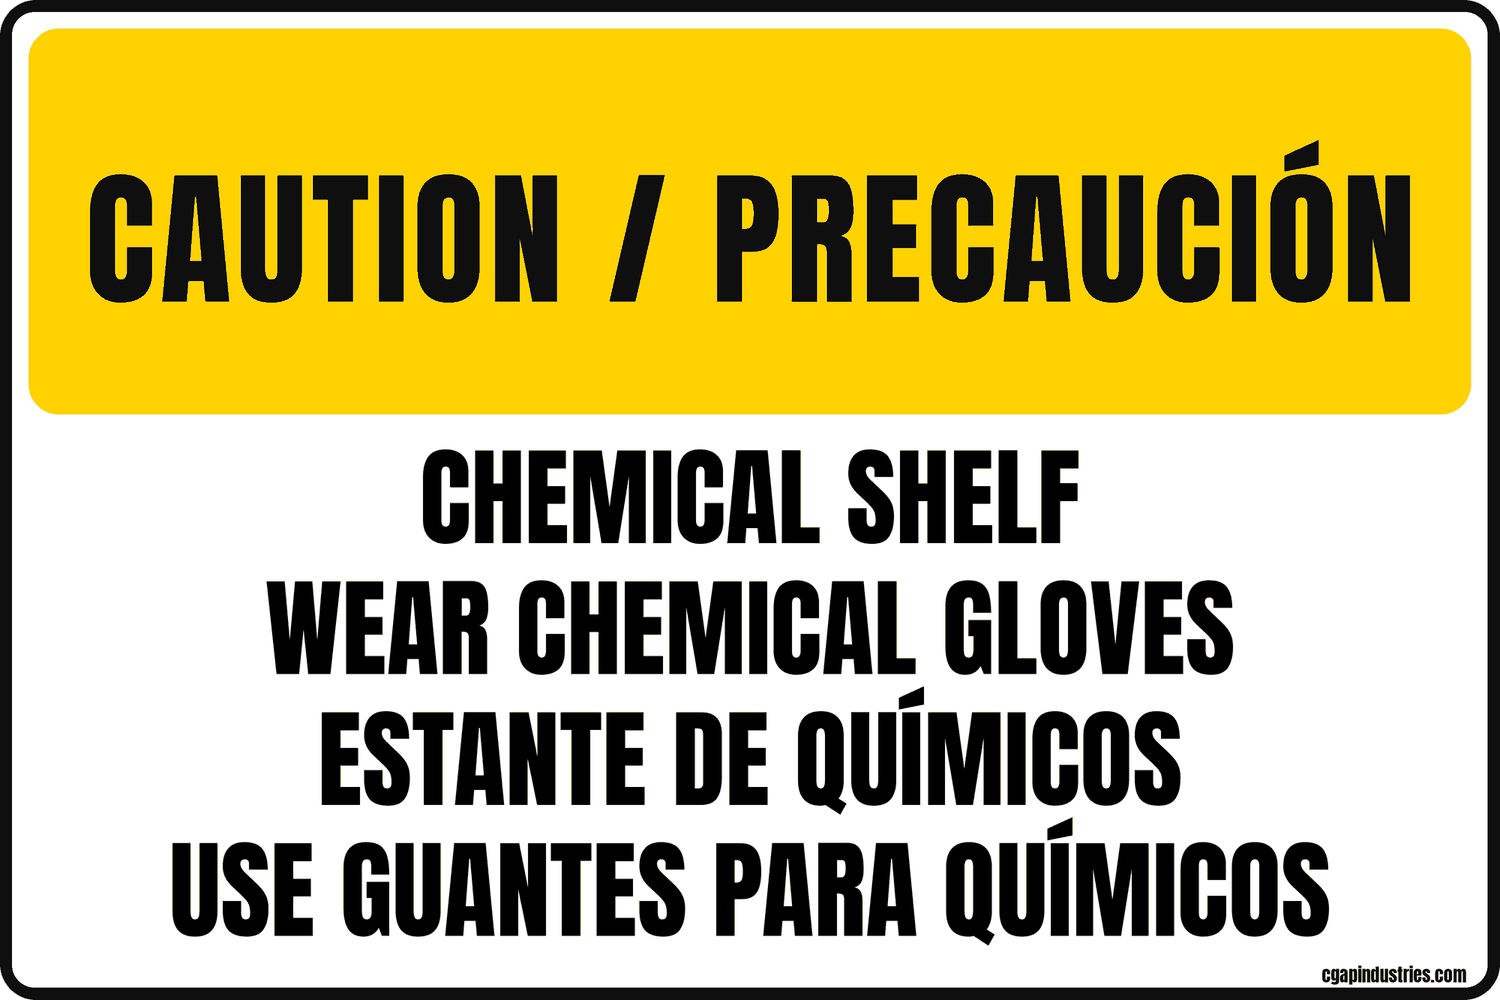 CAUTION / PRECAUCIÓN
CHEMICAL SHELF
WEAR CHEMICAL GLOVES
ESTANTE DE QUÍMICOS
USE GUANTES PARA QUÍMICOS
cgapindustries.com